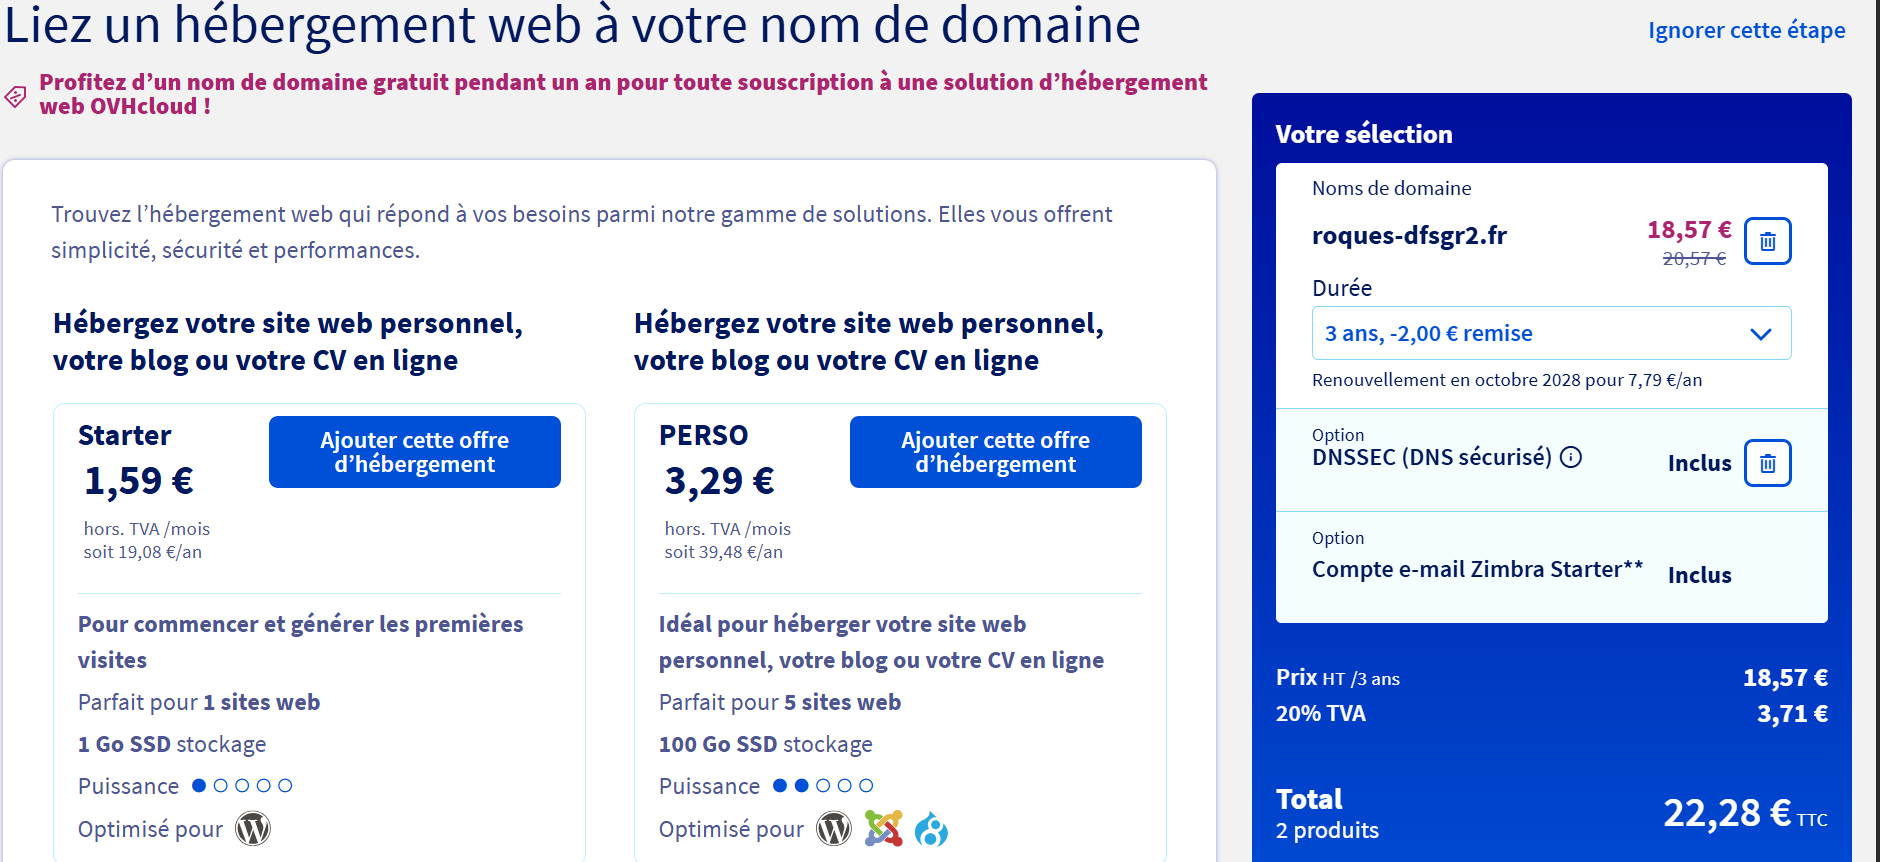 Liez un hébergement web à votre nom de domaine
Ignorer cette étape
Profitez d’un nom de domaine gratuit pendant un an pour toute souscription à une solution d’hébergement
web OVHcloud !
Trouvez l’hébergement web qui répond à vos besoins parmi notre gamme de solutions. Elles vous offrent
simplicité, sécurité et performances.
Hébergez votre site web personnel,
votre blog ou votre CV en ligne
Starter
Ajouter cette offre
d’hébergement
1,59 €
hors. TVA /mois
soit 19,08 €/an
Pour commencer et générer les premières
visites
Parfait pour 1 sites web
1 Go SSD stockage
Puissance
Optimisé pour
Hébergez votre site web personnel,
votre blog ou votre CV en ligne
PERSO
Ajouter cette offre
d’hébergement
3,29 €
hors. TVA /mois
soit 39,48 €/an
Idéal pour héberger votre site web
personnel, votre blog ou votre CV en ligne
Parfait pour 5 sites web
100 Go SSD stockage
Puissance
Optimisé pour
Votre sélection
Noms de domaine
roques-dfsgr2.fr
18,57 €
20,57 €
Durée
3 ans, -2,00 € remise
Renouvellement en octobre 2028 pour 7,79 €/an
Option
DNSSEC (DNS sécurisé)
Inclus
Option
Compte e-mail Zimbra Starter**
Inclus
Prix HT /3 ans 18,57 €
20% TVA 3,71 €
Total
2 produits
22,28 € TTC